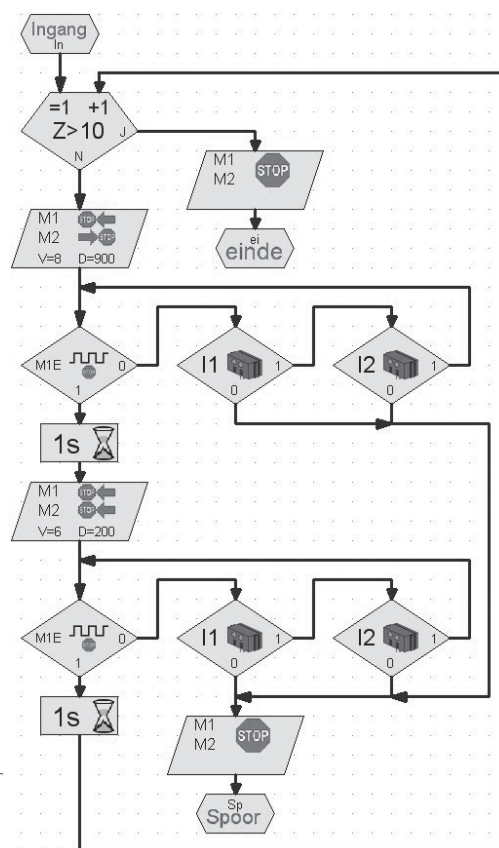 Ingang
In
=1 +1
Z>10
J
N
M1 STOP
M2
ei
einde
M1 STOP
M2 STOP
V=8 D=900
M1E STOP 0
1
I1 1
0
I2 1
0
1s
M1 STOP
M2 STOP
V=6 D=200
M1E STOP 0
1
I1 1
0
I2 1
0
1s
M1 STOP
M2
Sp
Spoor